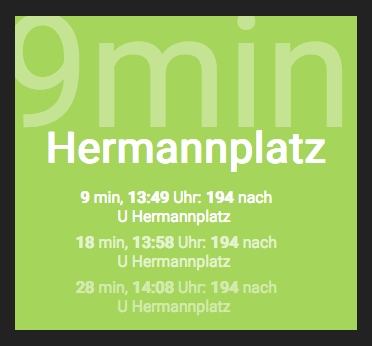 9min
Hermannplatz
9 min, 13:49 Uhr: 194 nach
U Hermannplatz
18 min, 13:58 Uhr: 194 nach
U Hermannplatz
28 min, 14:08 Uhr: 194 nach
U Hermannplatz